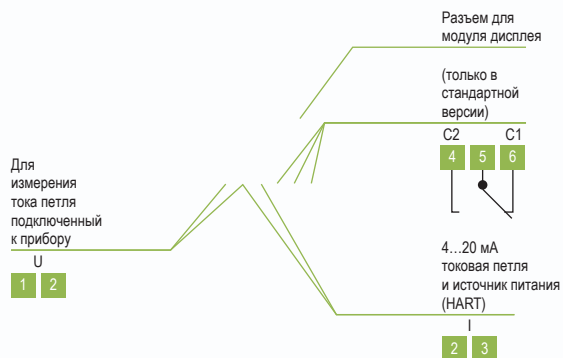 Разъем для
модуля дисплея
(только в
стандартной
версии)
C2 C1
4 5 6
Для
измерения
тока петля
подключенный
к прибору
U
1 2
4…20 мА
токовая петля
и источник питания
(HART)
I
2 3